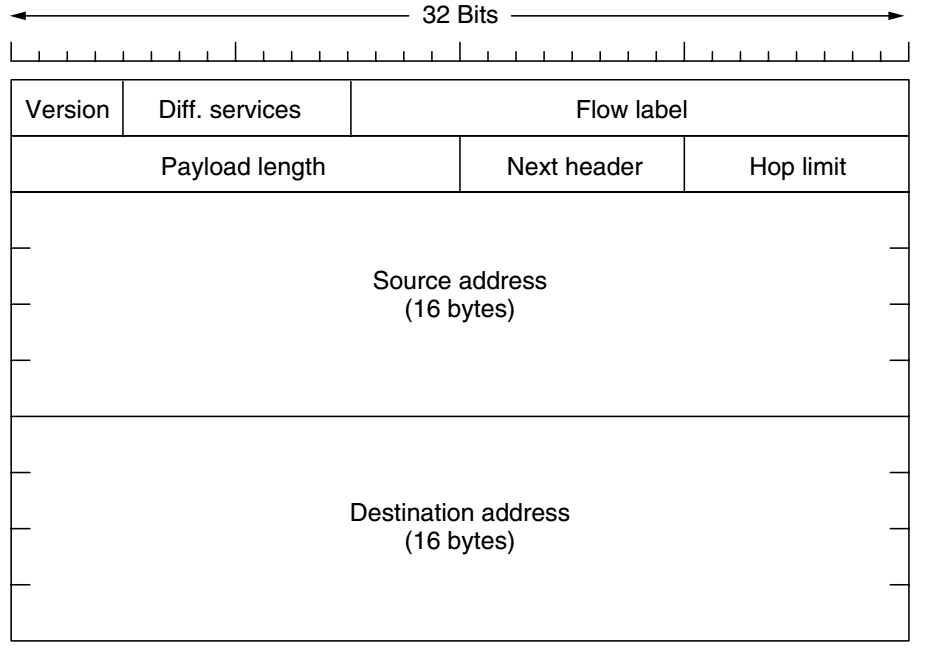 32 Bits
Version Diff. services Flow label
Payload length Next header Hop limit
Source address
(16 bytes)
Destination address
(16 bytes)